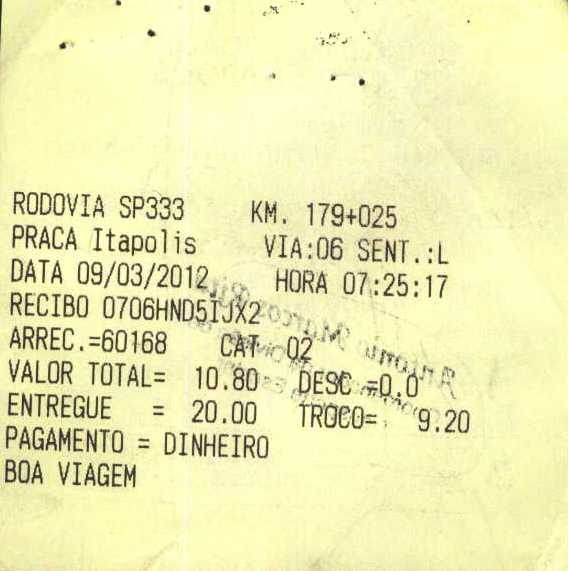 RODOVIA SP333 KM. 179+025
PRACA Itapolis VIA:06 SENT.:L
DATA 09/03/2012 HORA 07:25:17
RECIBO 0706HND5IJX2
ARREC.=60168 CAT 02
VALOR TOTAL= 10.80 DESC =0.0
ENTREGUE = 20.00 TROCO= 9.20
PAGAMENTO = DINHEIRO
BOA VIAGEM
Antonio Marcos